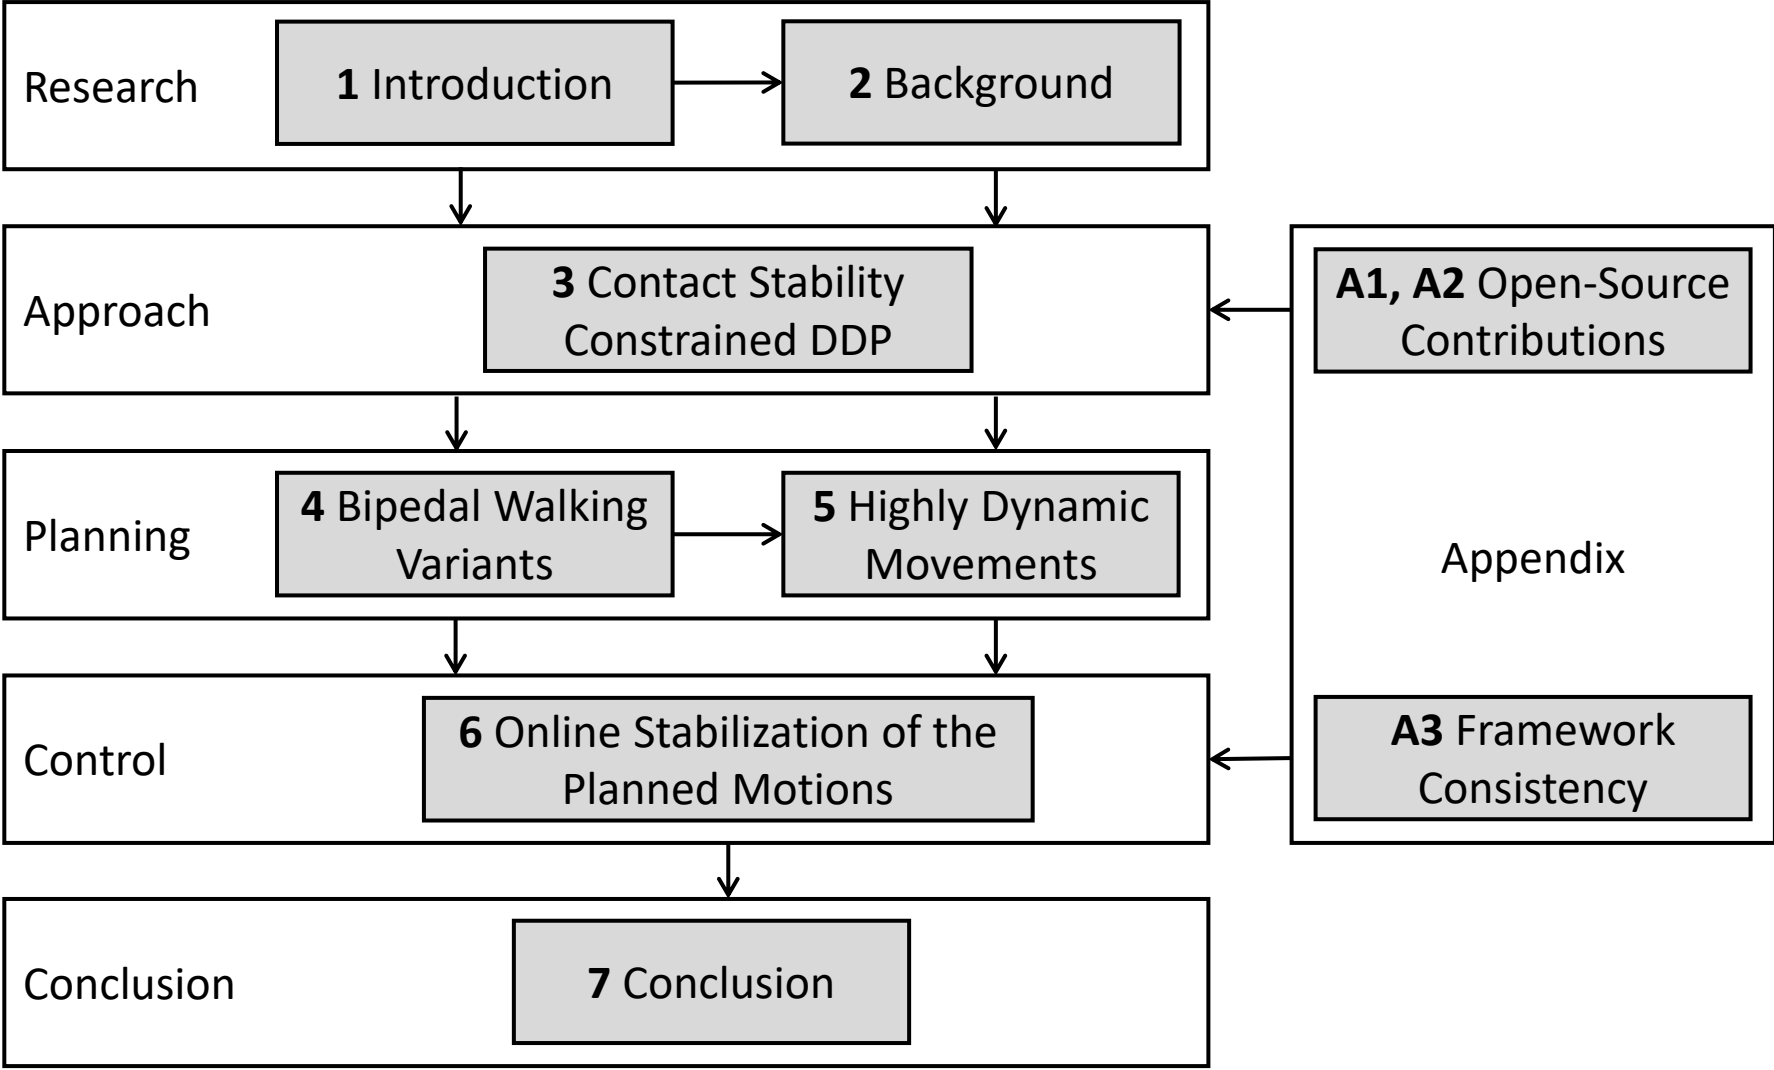 Research
1 Introduction
2 Background
Approach
3 Contact Stability
Constrained DDP
A1, A2 Open-Source
Contributions
Planning
4 Bipedal Walking
Variants
5 Highly Dynamic
Movements
Appendix
Control
6 Online Stabilization of the
Planned Motions
A3 Framework
Consistency
Conclusion
7 Conclusion